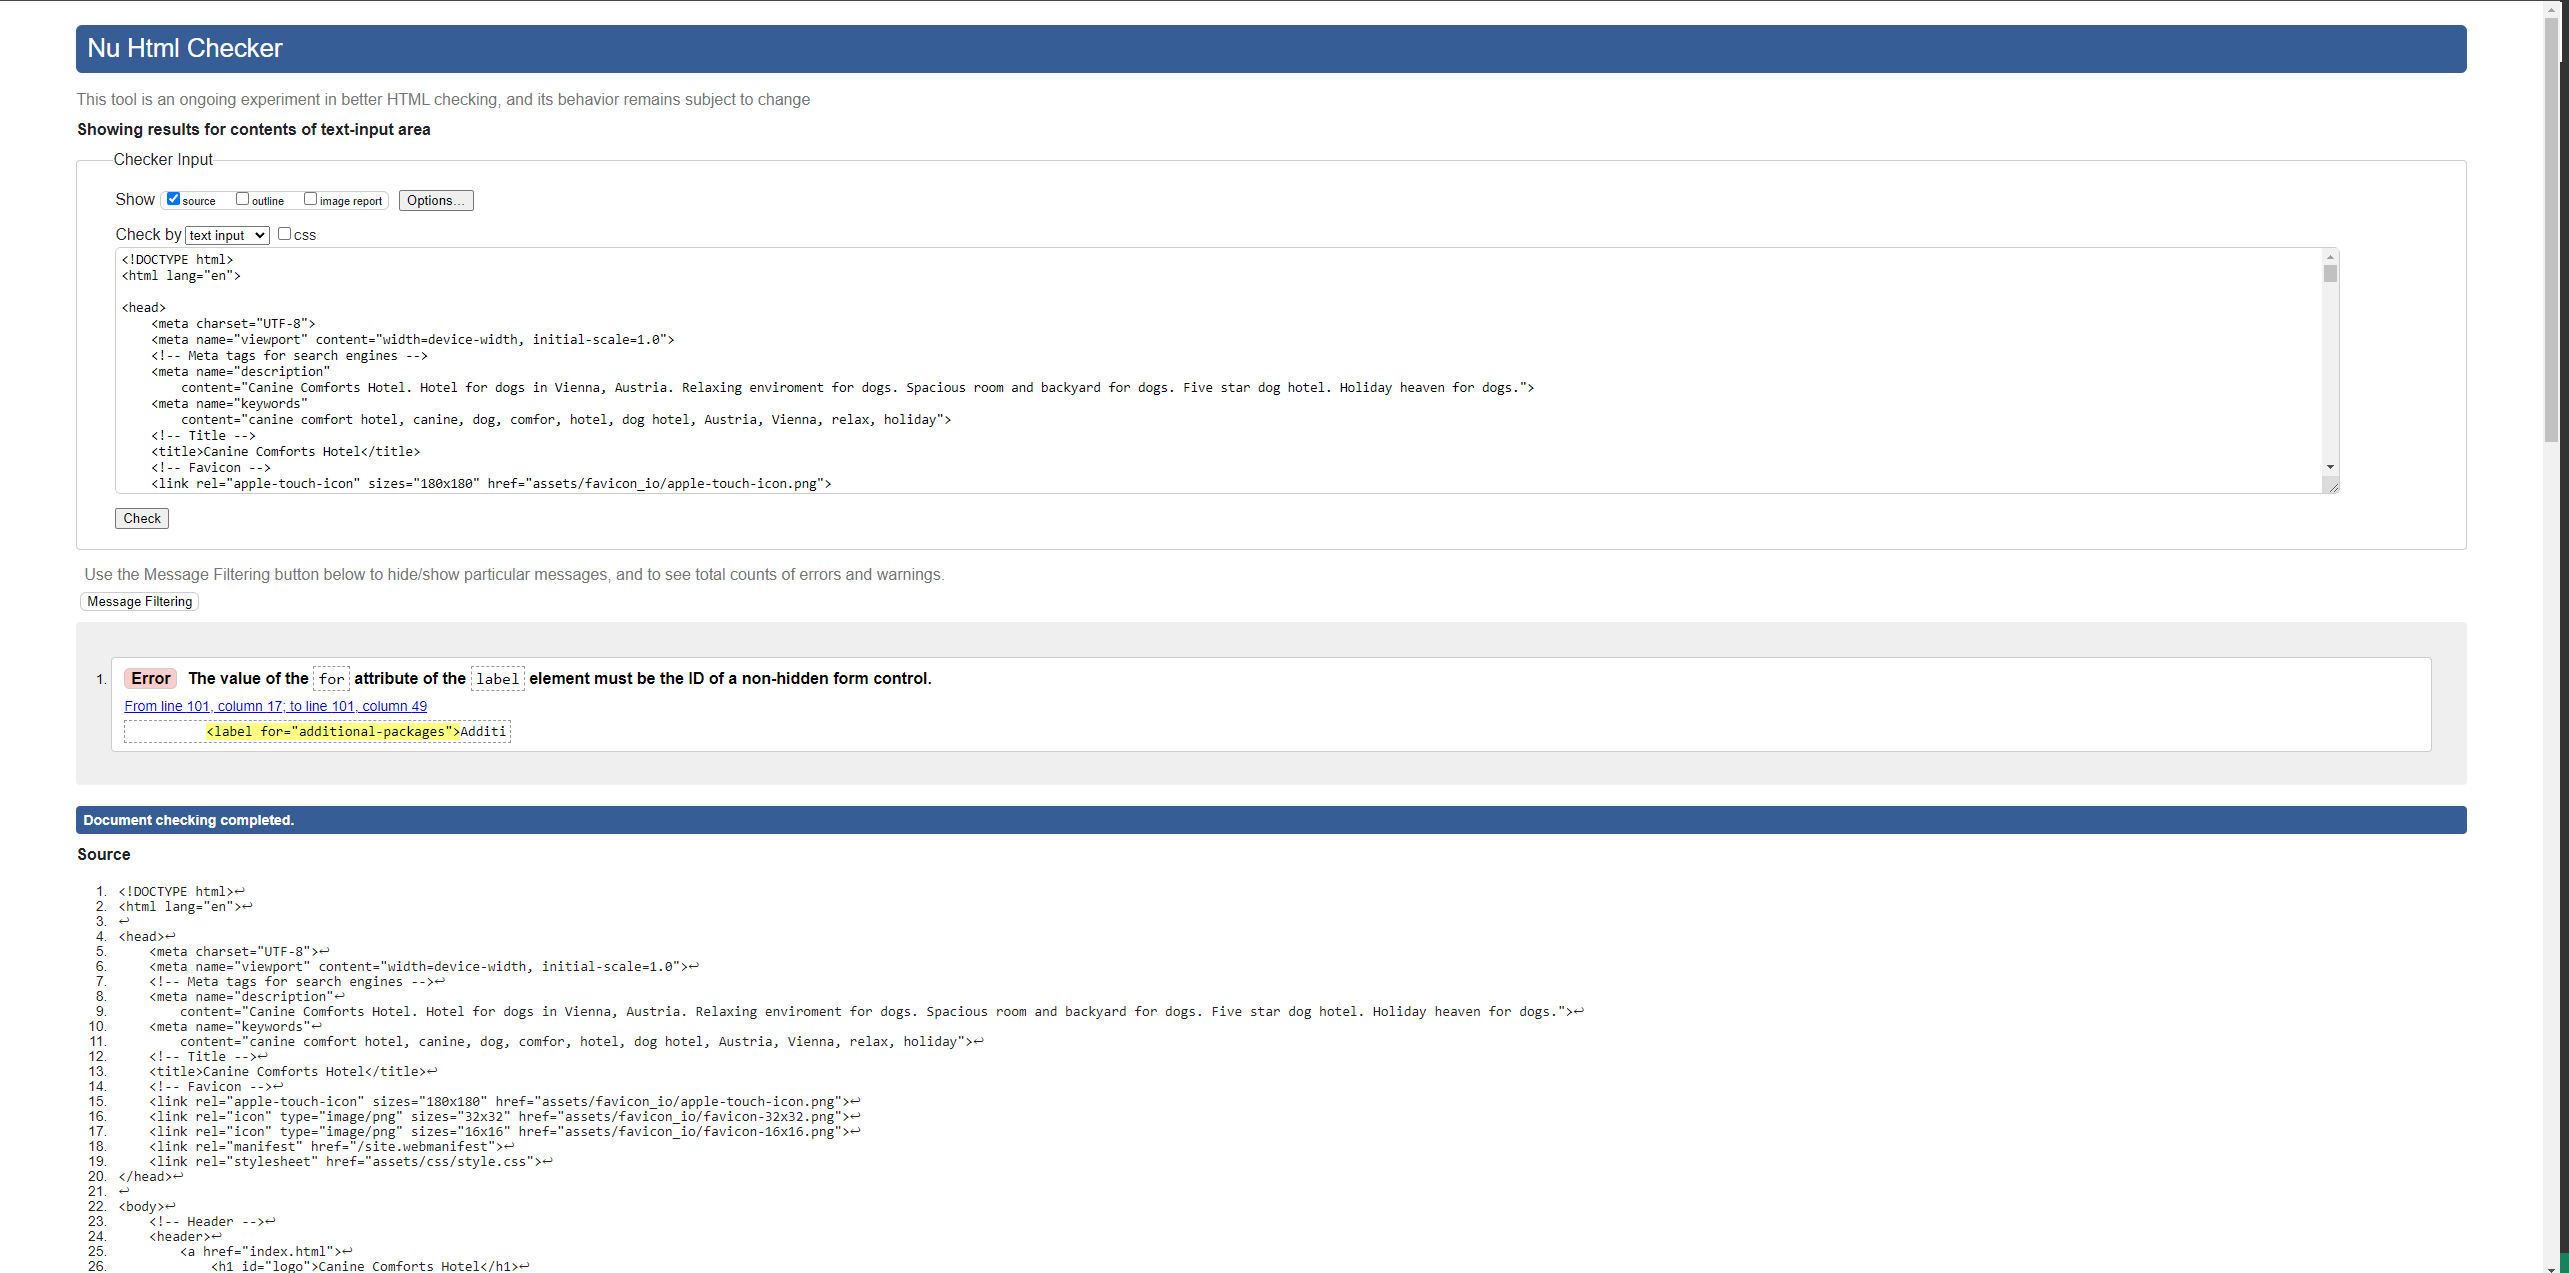 Nu Html Checker
This tool is an ongoing experiment in better HTML checking, and its behavior remains subject to change
Showing results for contents of text-input area
Checker Input
Show source outline image report Options...
Check by text input css
<!DOCTYPE html>
<html lang="en">
<head>
<meta charset="UTF-8">
<meta name="viewport" content="width=device-width, initial-scale=1.0">
<!-- Meta tags for search engines -->
<meta name="description"
content="Canine Comforts Hotel. Hotel for dogs in Vienna, Austria. Relaxing enviroment for dogs. Spacious room and backyard for dogs. Five star dog hotel. Holiday heaven for dogs.">
<meta name="keywords"
content="canine comfort hotel, canine, dog, comfor, hotel, dog hotel, Austria, Vienna, relax, holiday">
<!-- Title -->
<title>Canine Comforts Hotel</title>
<!-- Favicon -->
<link rel="apple-touch-icon" sizes="180x180" href="assets/favicon_io/apple-touch-icon.png">
Check
Use the Message Filtering button below to hide/show particular messages, and to see total counts of errors and warnings.
Message Filtering
1. Error The value of the for attribute of the label element must be the ID of a non-hidden form control.
From line 101, column 17; to line 101, column 49
<label for="additional-packages">Additi
Document checking completed.
Source
1. <!DOCTYPE html>↩
2. <html lang="en">↩
3. ↩
4. <head>↩
5. <meta charset="UTF-8">↩
6. <meta name="viewport" content="width=device-width, initial-scale=1.0">↩
7. <!-- Meta tags for search engines -->↩
8. <meta name="description"↩
9. content="Canine Comforts Hotel. Hotel for dogs in Vienna, Austria. Relaxing enviroment for dogs. Spacious room and backyard for dogs. Five star dog hotel. Holiday heaven for dogs.">↩
10. <meta name="keywords"↩
11. content="canine comfort hotel, canine, dog, comfor, hotel, dog hotel, Austria, Vienna, relax, holiday">↩
12. <!-- Title -->↩
13. <title>Canine Comforts Hotel</title>↩
14. <!-- Favicon -->↩
15. <link rel="apple-touch-icon" sizes="180x180" href="assets/favicon_io/apple-touch-icon.png">↩
16. <link rel="icon" type="image/png" sizes="32x32" href="assets/favicon_io/favicon-32x32.png">↩
17. <link rel="icon" type="image/png" sizes="16x16" href="assets/favicon_io/favicon-16x16.png">↩
18. <link rel="manifest" href="/site.webmanifest">↩
19. <link rel="stylesheet" href="assets/css/style.css">↩
20. </head>↩
21. ↩
22. <body>↩
23. <!-- Header -->↩
24. <header>↩
25. <a href="index.html">↩
26. <h1 id="logo">Canine Comforts Hotel</h1>↩